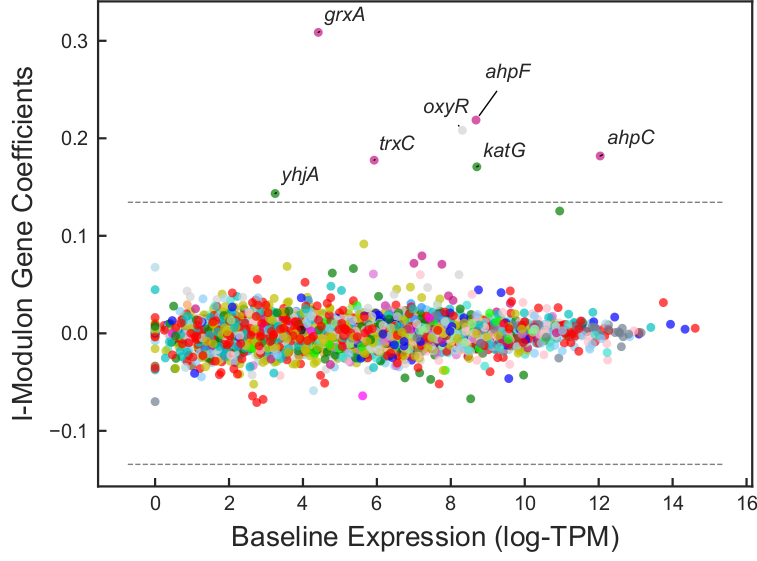 grxA
0.3
ahpF
oxyR
0.2
trxC
katG
ahpC
yhjA
0.1
0.0
−0.1
I-Modulon Gene Coefficients
0 2 4 6 8 10 12 14 16
Baseline Expression (log-TPM)